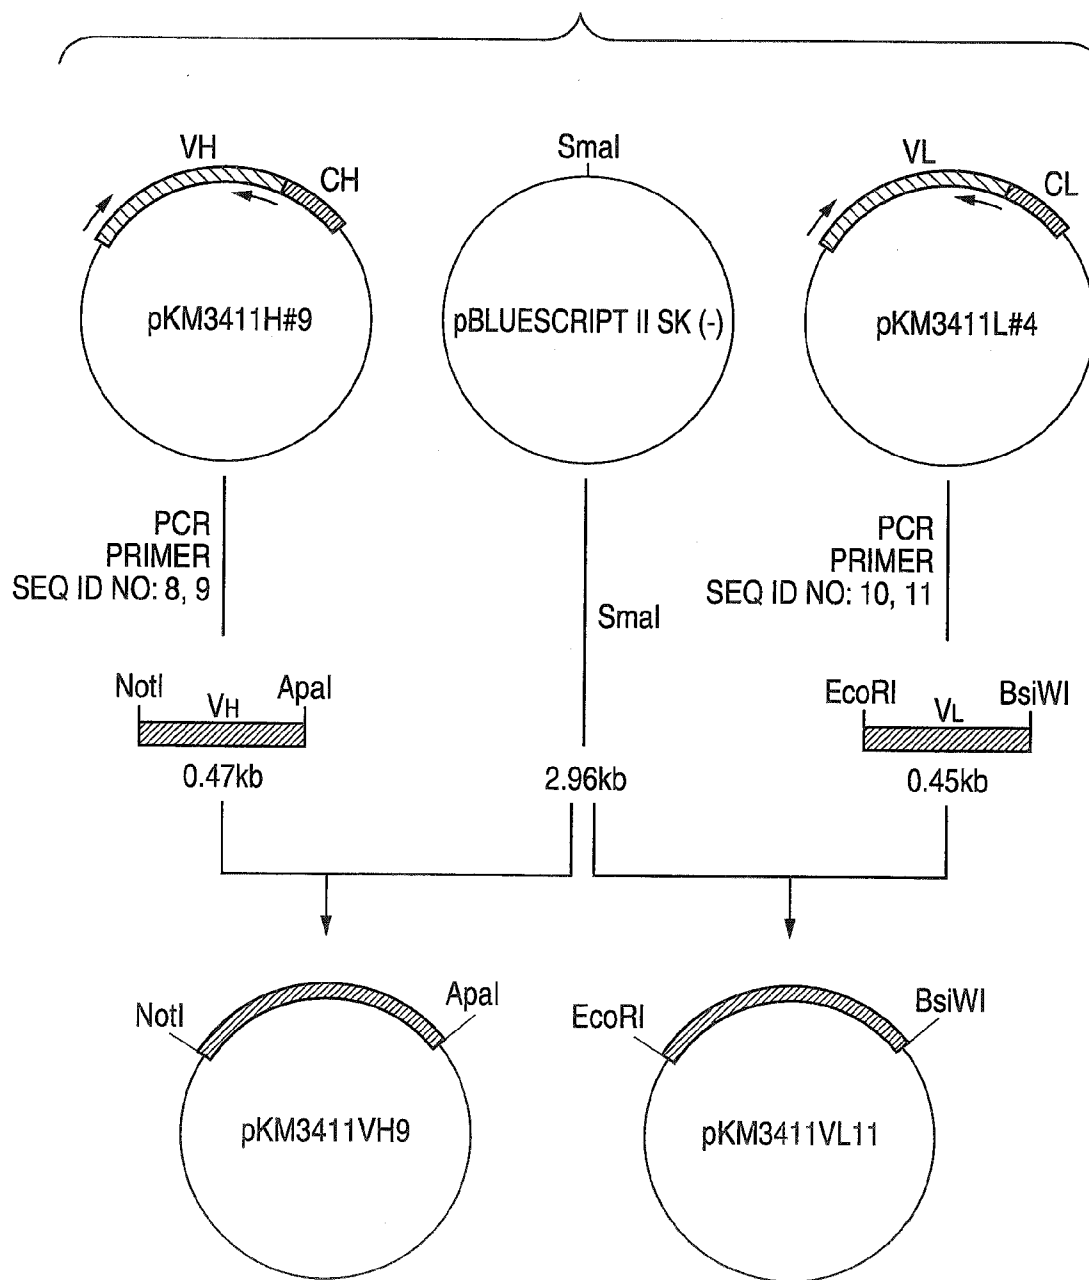 VH
CH
SmaI
VL
CL
pKM3411H#9
pBLUESCRIPT II SK (-)
pKM3411L#4
PCR
PRIMER
SEQ ID NO: 8, 9
SmaI
PCR
PRIMER
SEQ ID NO: 10, 11
NotI
VH
ApaI
0.47kb
2.96kb
EcoRI
VL
BsiWI
0.45kb
NotI
ApaI
pKM3411VH9
EcoRI
BsiWI
pKM3411VL11